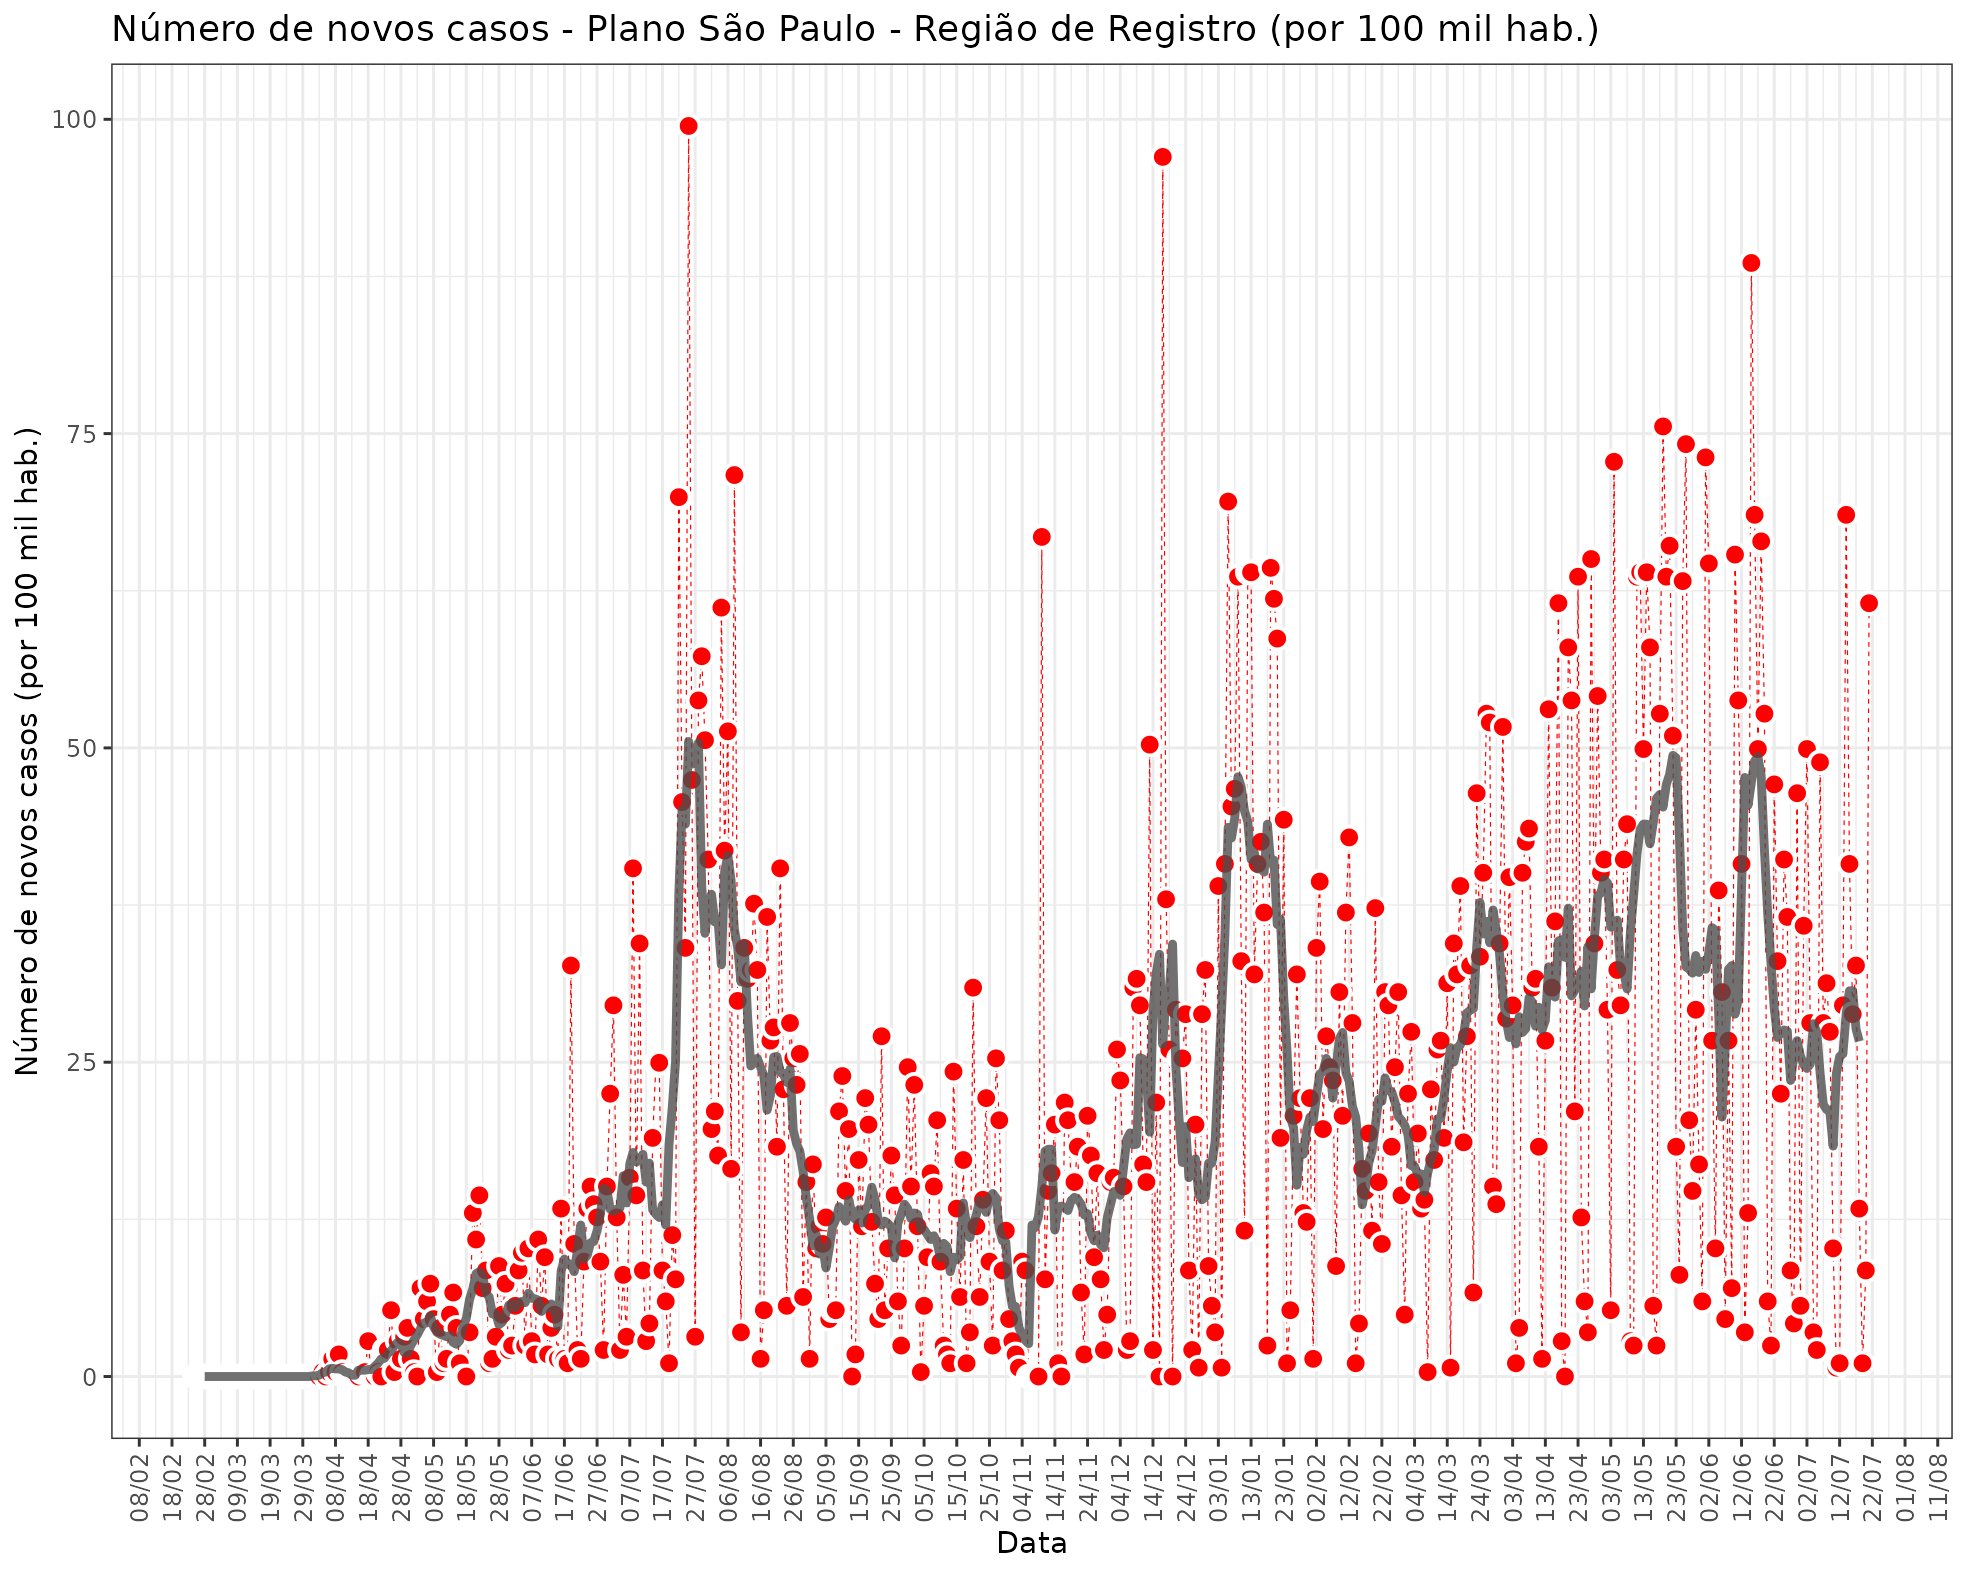 Número de novos casos - Plano São Paulo - Região de Registro (por 100 mil hab.)
Número de novos casos (por 100 mil hab.)
100
75
50
25
0
08/02 18/02 28/02 09/03 19/03 29/03 08/04 18/04 28/04 08/05 18/05 28/05 07/06 17/06 27/06 07/07 17/07 27/07 06/08 16/08 26/08 05/09 15/09 25/09 05/10 15/10 25/10 04/11 14/11 24/11 04/12 14/12 24/12 03/01 13/01 23/01 02/02 12/02 22/02 04/03 14/03 24/03 03/04 13/04 23/04 03/05 13/05 23/05 02/06 12/06 22/06 02/07 12/07 22/07 01/08 11/08
Data